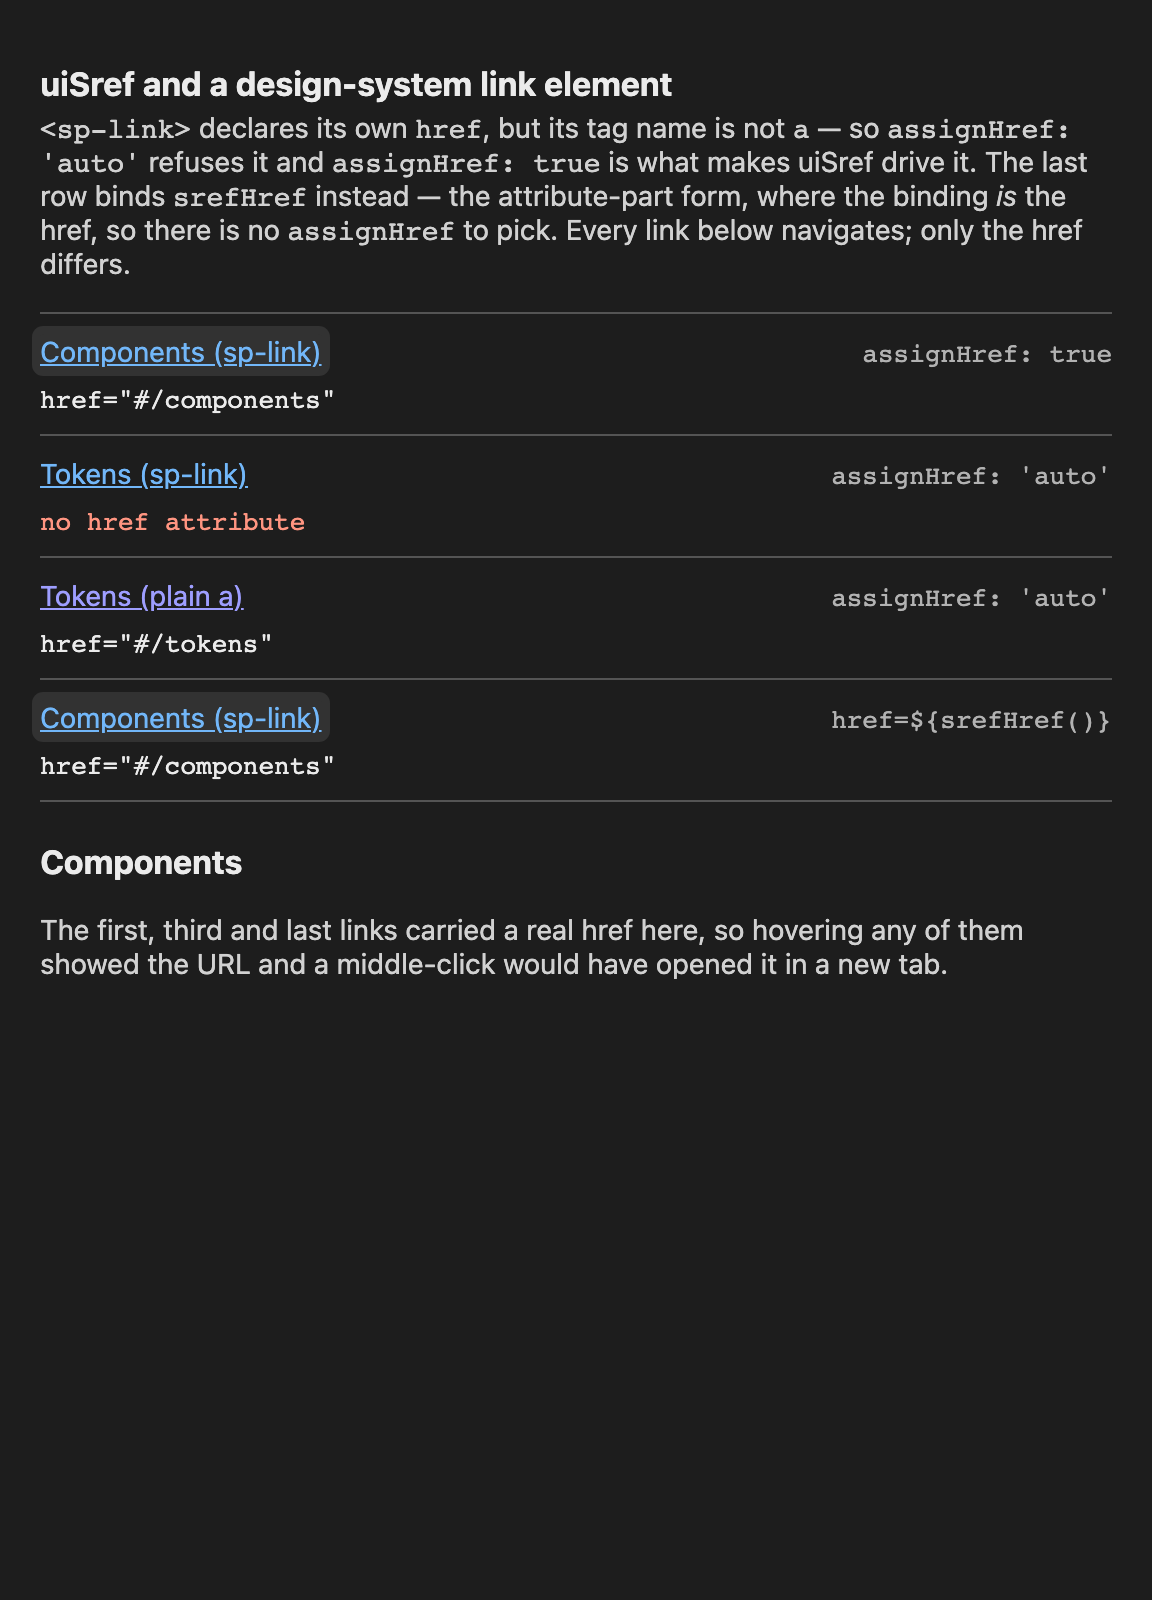 uiSref and a design-system link element
<sp-link> declares its own href, but its tag name is not a — so assignHref:
'auto' refuses it and assignHref: true is what makes uiSref drive it. The last
row binds srefHref instead — the attribute-part form, where the binding is the
href, so there is no assignHref to pick. Every link below navigates; only the href
differs.
Components (sp-link) assignHref: true
href="#/components"
Tokens (sp-link) assignHref: 'auto'
no href attribute
Tokens (plain a) assignHref: 'auto'
href="#/tokens"
Components (sp-link) href=${srefHref()}
href="#/components"
Components
The first, third and last links carried a real href here, so hovering any of them
showed the URL and a middle-click would have opened it in a new tab.